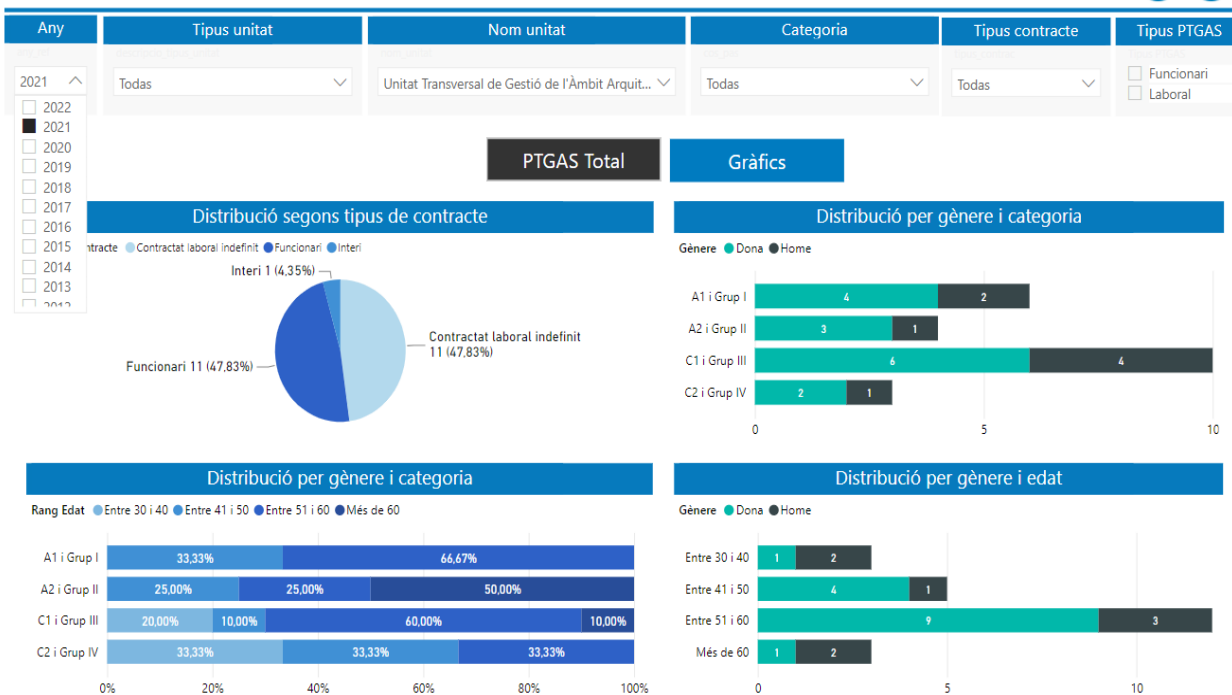 Any
Tipus unitat
Nom unitat
Categoria
Tipus contracte
Tipus PTGAS
2021
Todas
Unitat Transversal de Gestió de l'Àmbit Arquit...
Todas
Todas
Funcionari
Laboral
2022
2021
2020
2019
2018
2017
2016
2015
2014
2013
2012
PTGAS Total
Gràfics
Distribució segons tipus de contracte
ntracte Contractat laboral indefinit Funcionari Interí
Interí 1 (4,35%)
Contractat laboral indefinit
11 (47,83%)
Funcionari 11 (47,83%)
Distribució per gènere i categoria
Gènere Dona Home
A1 i Grup I 4 2
A2 i Grup II 3 1
C1 i Grup III 6 4
C2 i Grup IV 2 1
0 5 10
Distribució per gènere i categoria
Rang Edat Entre 30 i 40 Entre 41 i 50 Entre 51 i 60 Més de 60
A1 i Grup I 33,33% 66,67%
A2 i Grup II 25,00% 25,00% 50,00%
C1 i Grup III 20,00% 10,00% 60,00% 10,00%
C2 i Grup IV 33,33% 33,33% 33,33%
0% 20% 40% 60% 80% 100%
Distribució per gènere i edat
Gènere Dona Home
Entre 30 i 40 1 2
Entre 41 i 50 4 1
Entre 51 i 60 9 3
Més de 60 1 2
0 5 10